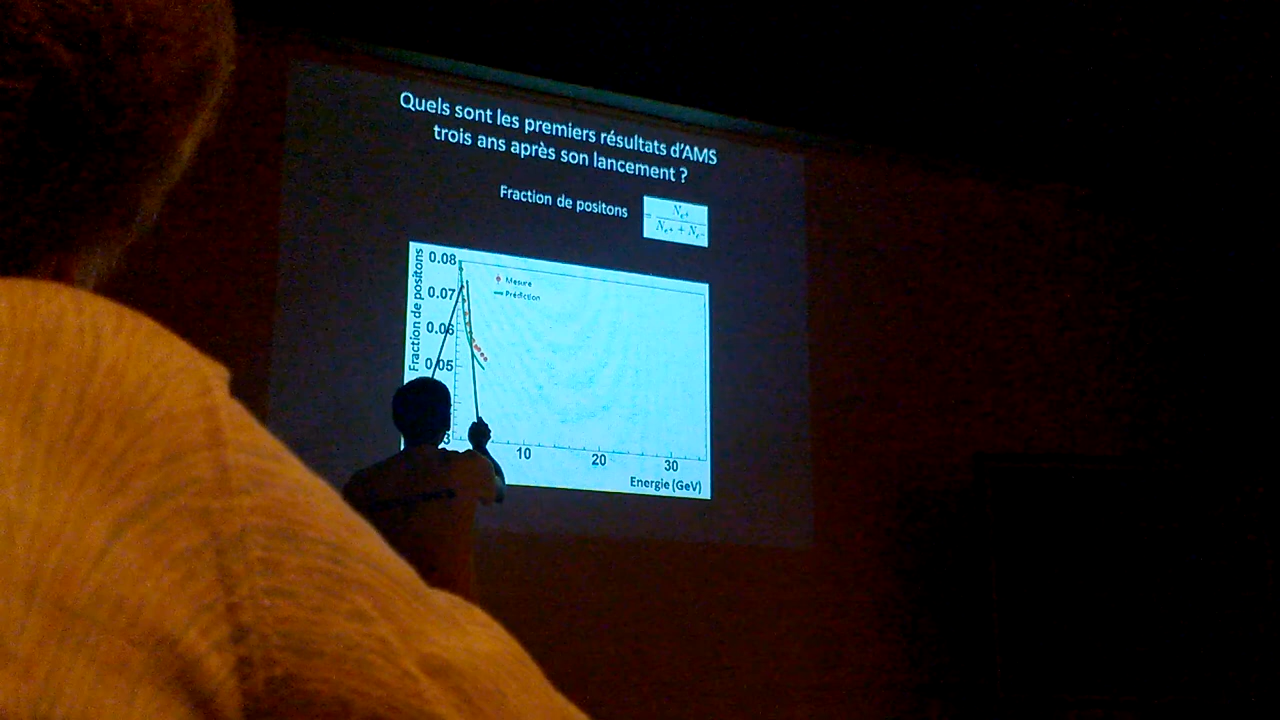 Quels sont les premiers résultats d'AMS
trois ans après son lancement ?
Fraction de positons
= N_e+ / (N_e+ + N_e-)
Fraction de positons
0.08
0.07
0.06
0.05
3
Mesure
Prédiction
10
20
30
Energie (GeV)